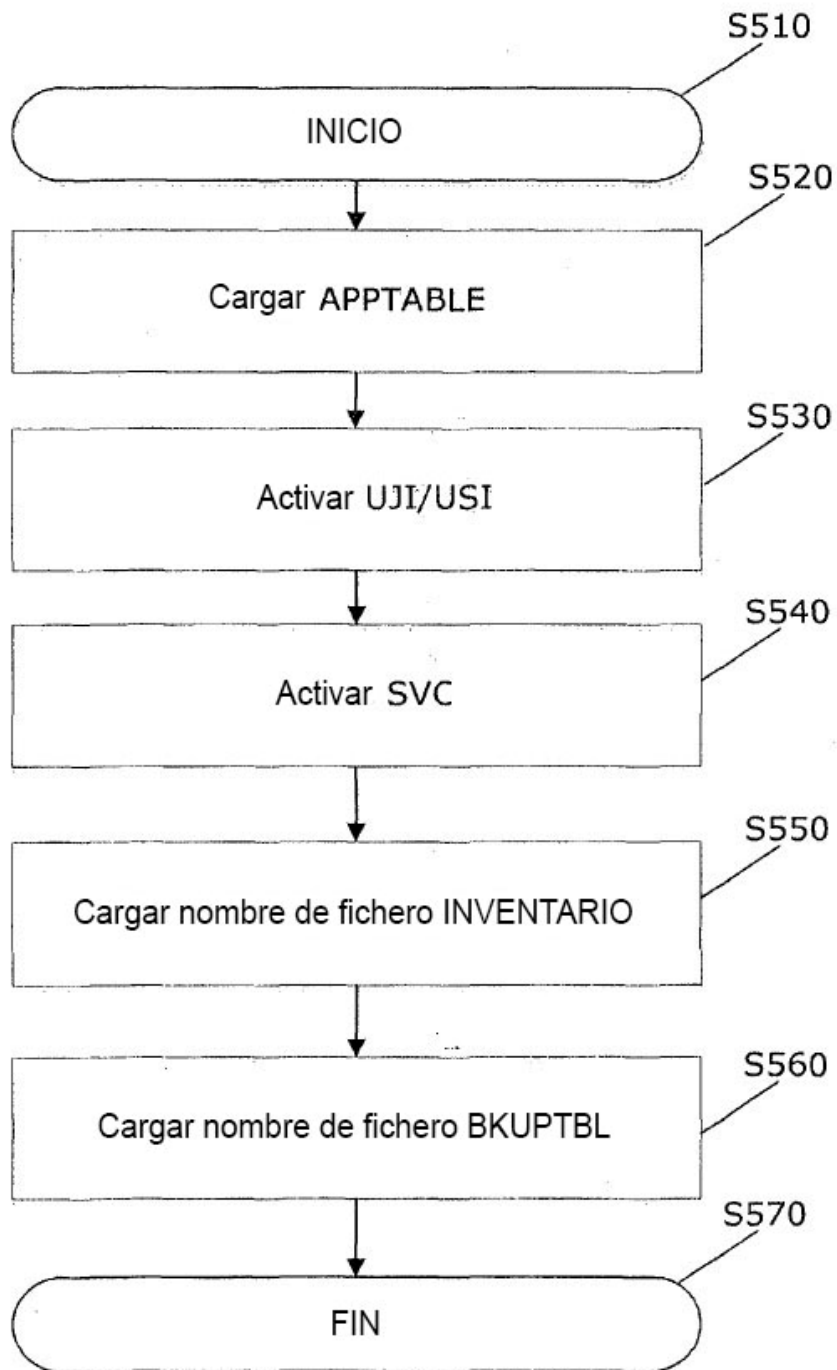 S510
INICIO
S520
Cargar APPTABLE
S530
Activar UJI/USI
S540
Activar SVC
S550
Cargar nombre de fichero INVENTARIO
S560
Cargar nombre de fichero BKUPTBL
S570
FIN